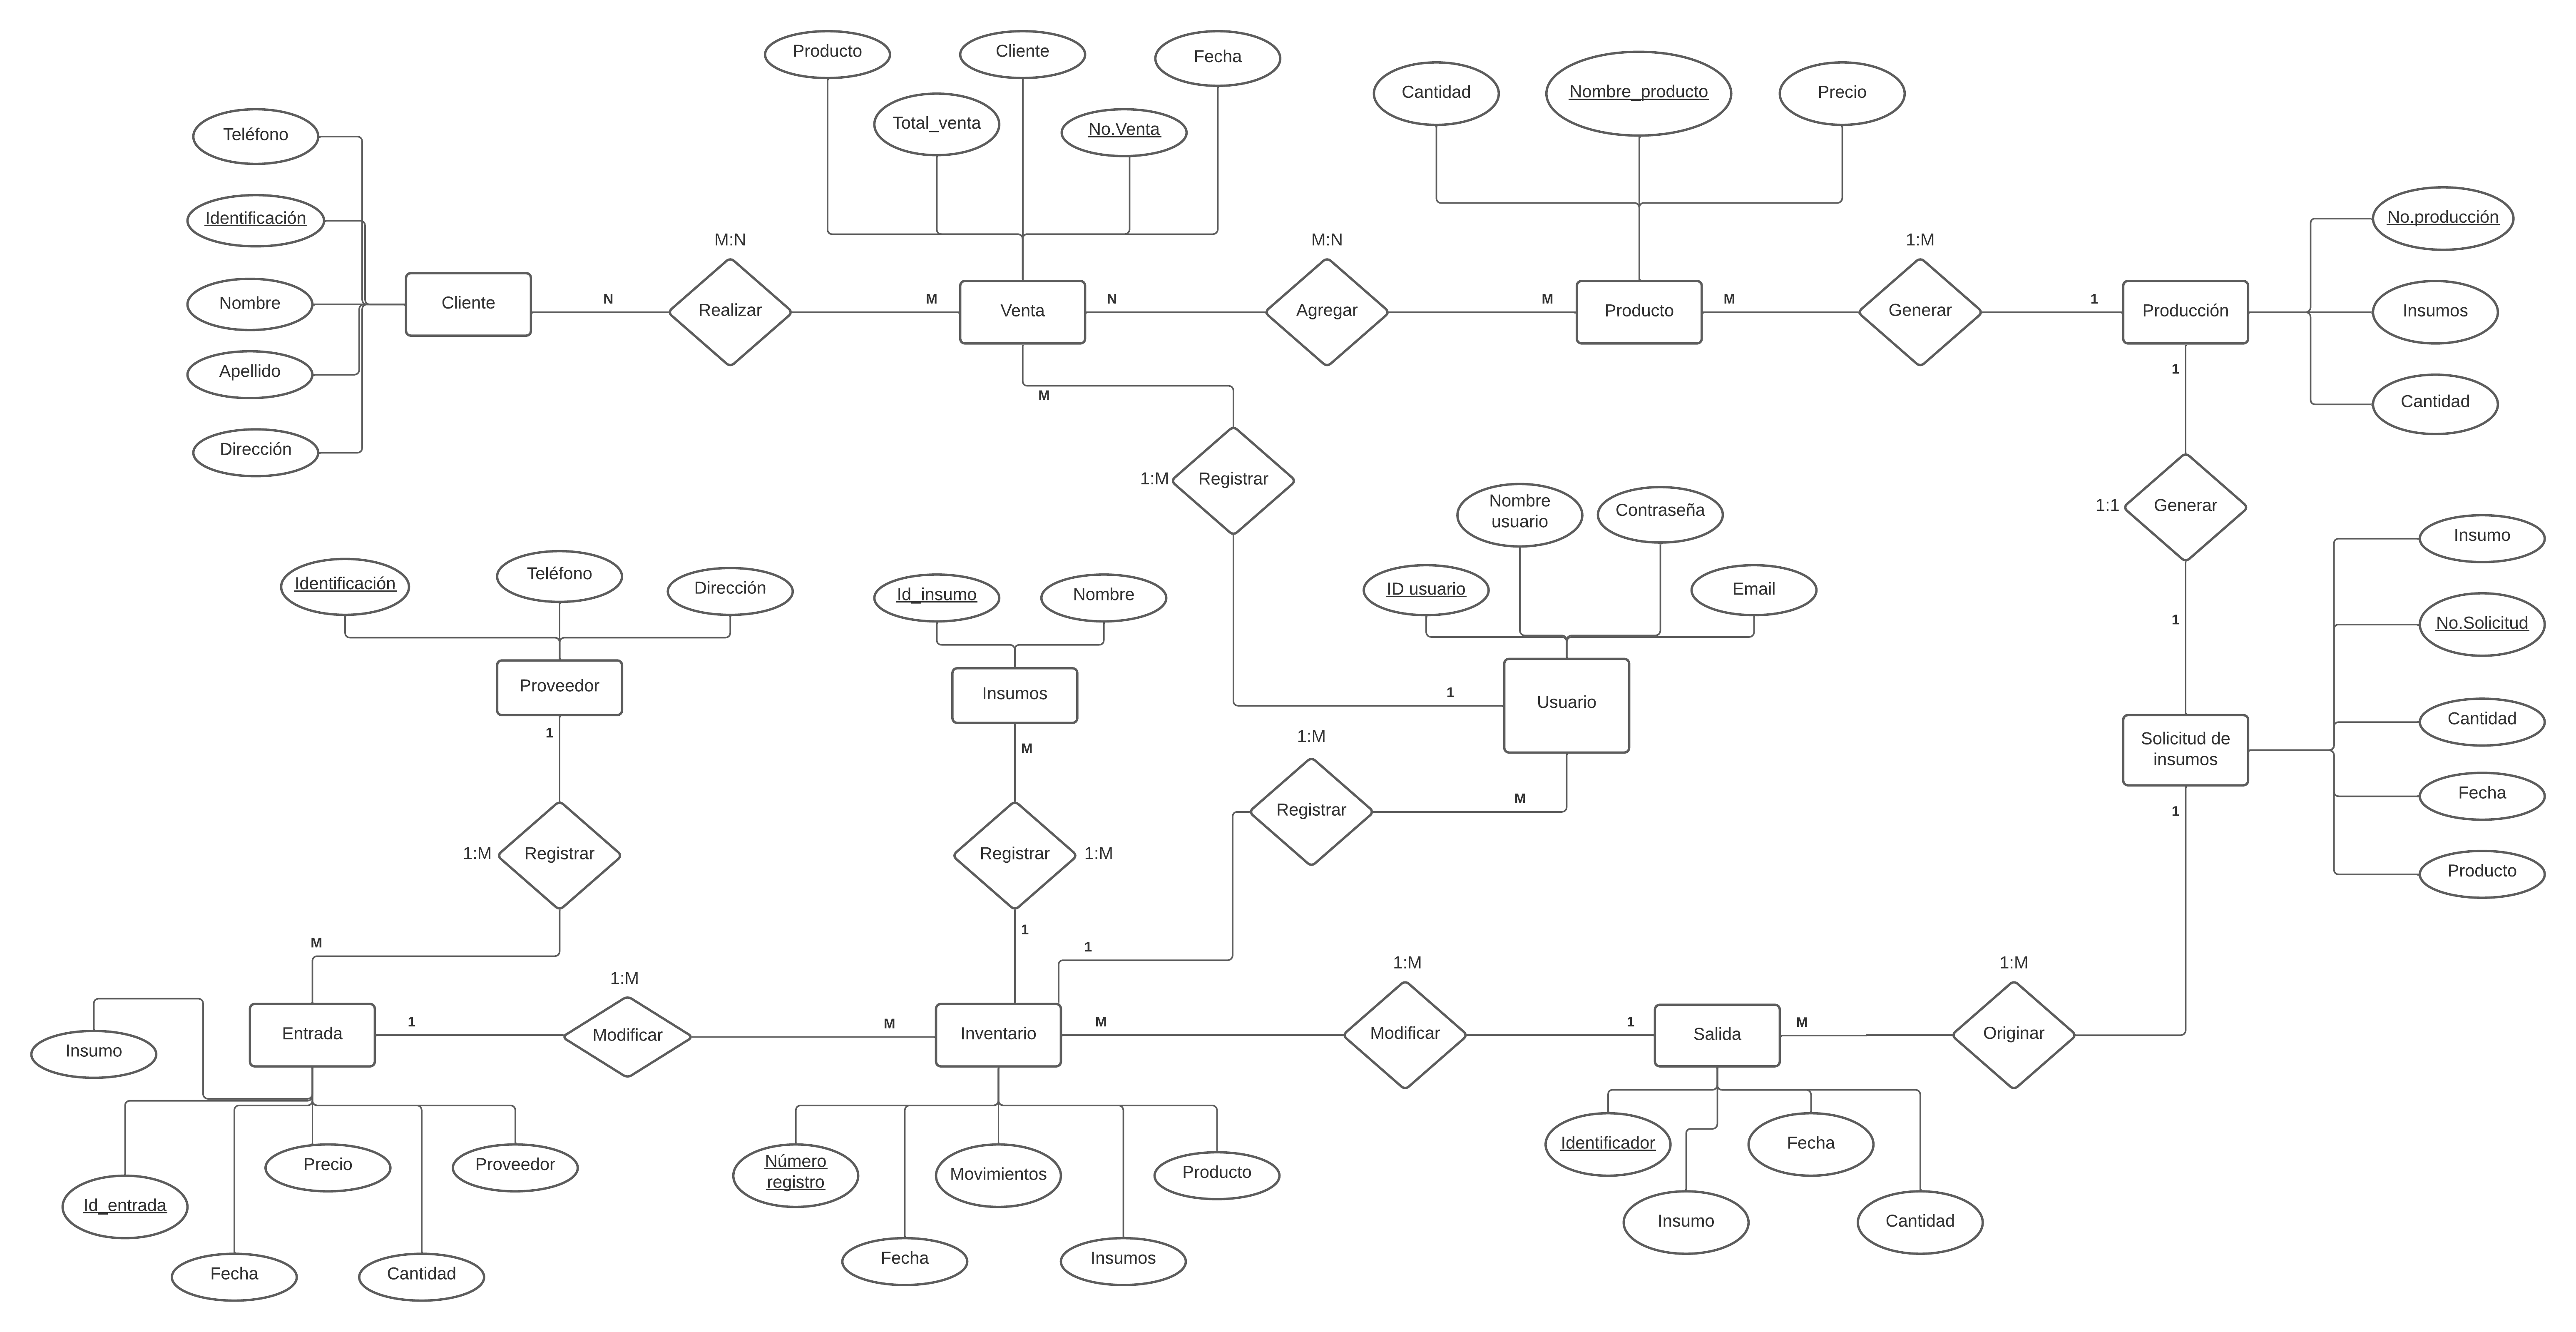 Producto
Cliente
Fecha
Total_venta
No.Venta
Cantidad
Nombre_producto
Precio
Teléfono
Identificación
Nombre
Apellido
Dirección
Cliente
N
M:N
Realizar
M
Venta
N
M:N
Agregar
M
Producto
M
1:M
Generar
1
Producción
No.producción
Insumos
Cantidad
M
1:M
Registrar
1
1:1
Generar
1
Nombre
usuario
Contraseña
ID usuario
Email
1
Usuario
Insumo
No.Solicitud
Cantidad
Fecha
Producto
Solicitud de
insumos
1
Identificación
Teléfono
Dirección
Proveedor
1
1:M
Registrar
M
Id_insumo
Nombre
Insumos
M
Registrar
1:M
1
1:M
Registrar
M
1
Insumo
Entrada
1
1:M
Modificar
M
Inventario
M
1:M
Modificar
1
Salida
M
1:M
Originar
Id_entrada
Fecha
Precio
Cantidad
Proveedor
Número
registro
Fecha
Movimientos
Insumos
Producto
Identificador
Insumo
Fecha
Cantidad